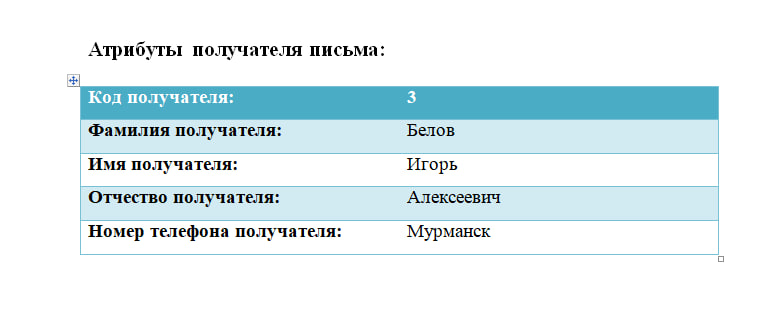 Атрибуты получателя письма:
Код получателя: 3
Фамилия получателя: Белов
Имя получателя: Игорь
Отчество получателя: Алексеевич
Номер телефона получателя: Мурманск